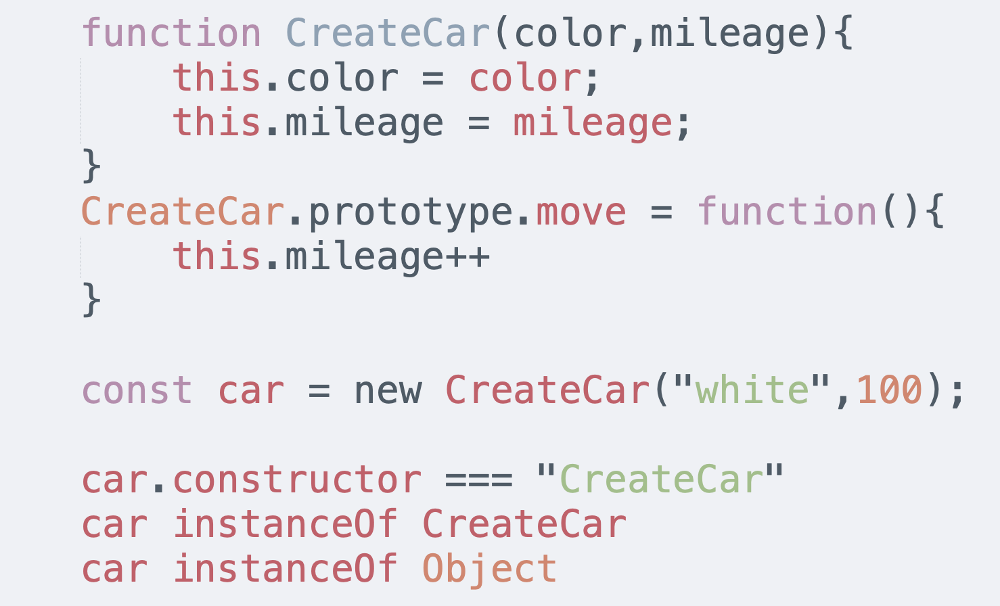 function CreateCar(color,mileage){
    this.color = color;
    this.mileage = mileage;
}
CreateCar.prototype.move = function(){
    this.mileage++
}
const car = new CreateCar("white",100);
car.constructor === "CreateCar"
car instanceOf CreateCar
car instanceOf Object